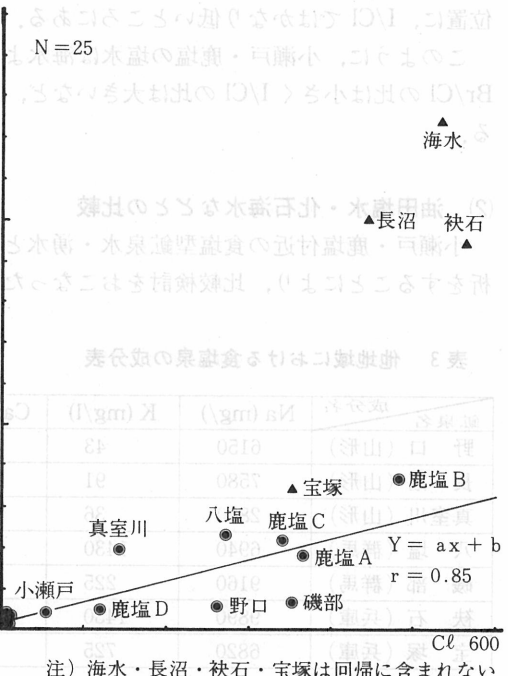 N＝25
海水
長沼
袂石
鹿塩B
宝塚
八塩
鹿塩C
真室川
鹿塩A
Y＝ ax＋b
r＝0.85
小瀬戸
鹿塩D
野口
磯部
Cℓ 600
注）海水・長沼・袂石・宝塚は回帰に含まれない